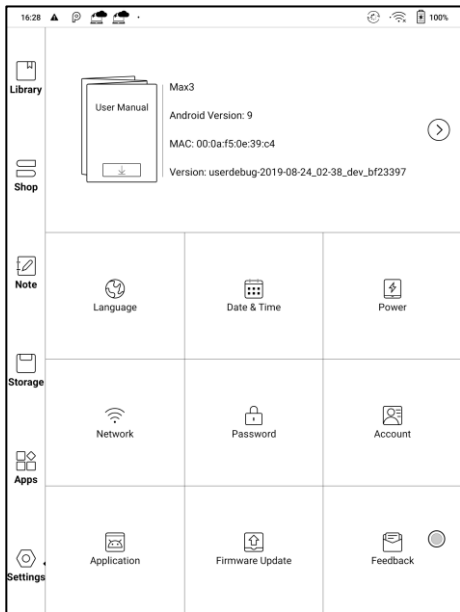 16:28
100%
Library
Shop
Note
Storage
Apps
Settings
User Manual
Max3
Android Version: 9
MAC: 00:0a:f5:0e:39:c4
Version: userdebug-2019-08-24_02-38_dev_bf23397
Language
Date & Time
Power
Network
Password
Account
Application
Firmware Update
Feedback